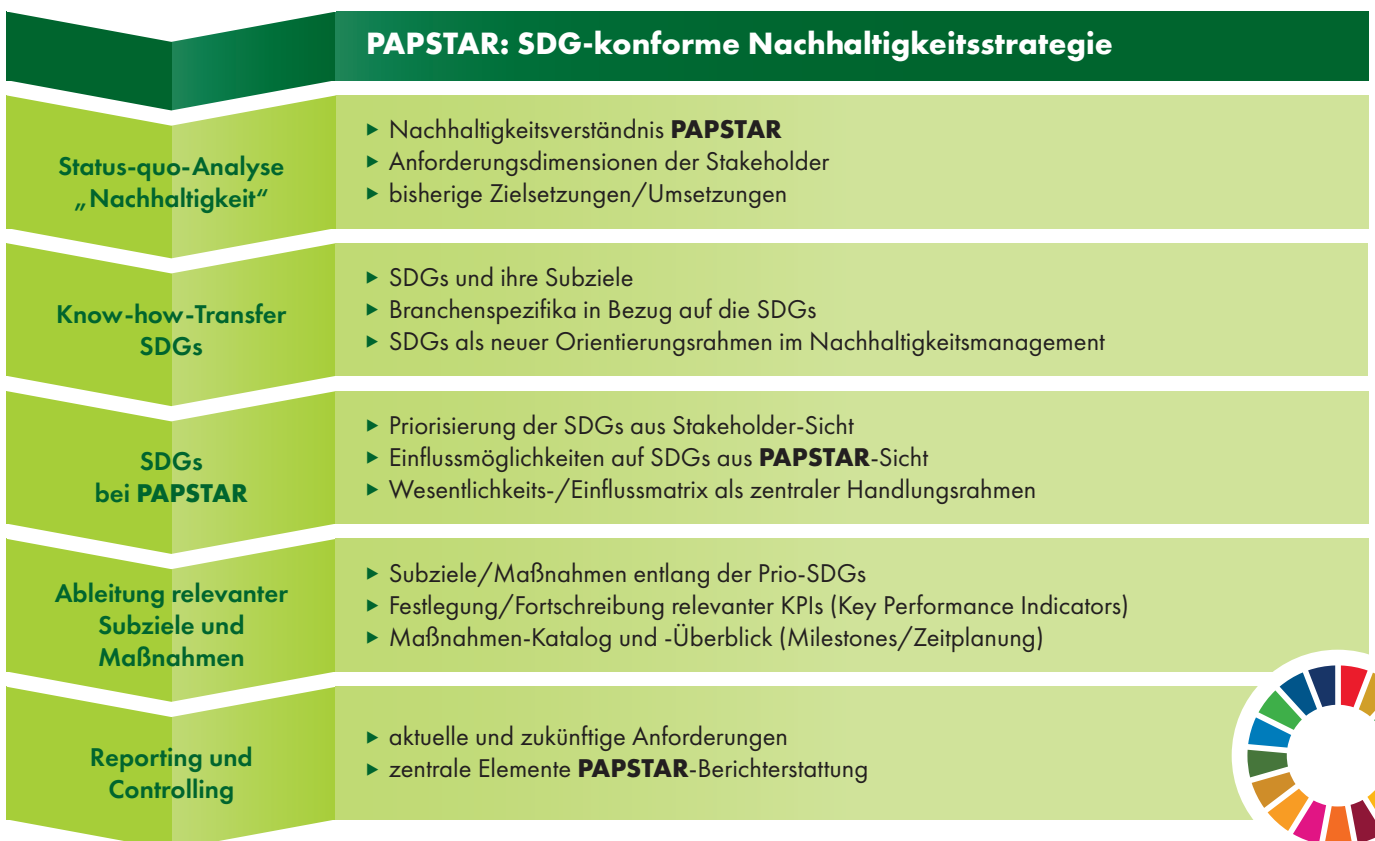 PAPSTAR: SDG-konforme Nachhaltigkeitsstrategie
Status-quo-Analyse
„Nachhaltigkeit“
▸ Nachhaltigkeitsverständnis PAPSTAR
▸ Anforderungsdimensionen der Stakeholder
▸ bisherige Zielsetzungen/Umsetzungen
Know-how-Transfer
SDGs
▸ SDGs und ihre Subziele
▸ Branchenspezifika in Bezug auf die SDGs
▸ SDGs als neuer Orientierungsrahmen im Nachhaltigkeitsmanagement
SDGs
bei PAPSTAR
▸ Priorisierung der SDGs aus Stakeholder-Sicht
▸ Einflussmöglichkeiten auf SDGs aus PAPSTAR-Sicht
▸ Wesentlichkeits-/Einflussmatrix als zentraler Handlungsrahmen
Ableitung relevanter
Subziele und
Maßnahmen
▸ Subziele/Maßnahmen entlang der Prio-SDGs
▸ Festlegung/Fortschreibung relevanter KPIs (Key Performance Indicators)
▸ Maßnahmen-Katalog und -Überblick (Milestones/Zeitplanung)
Reporting und
Controlling
▸ aktuelle und zukünftige Anforderungen
▸ zentrale Elemente PAPSTAR-Berichterstattung